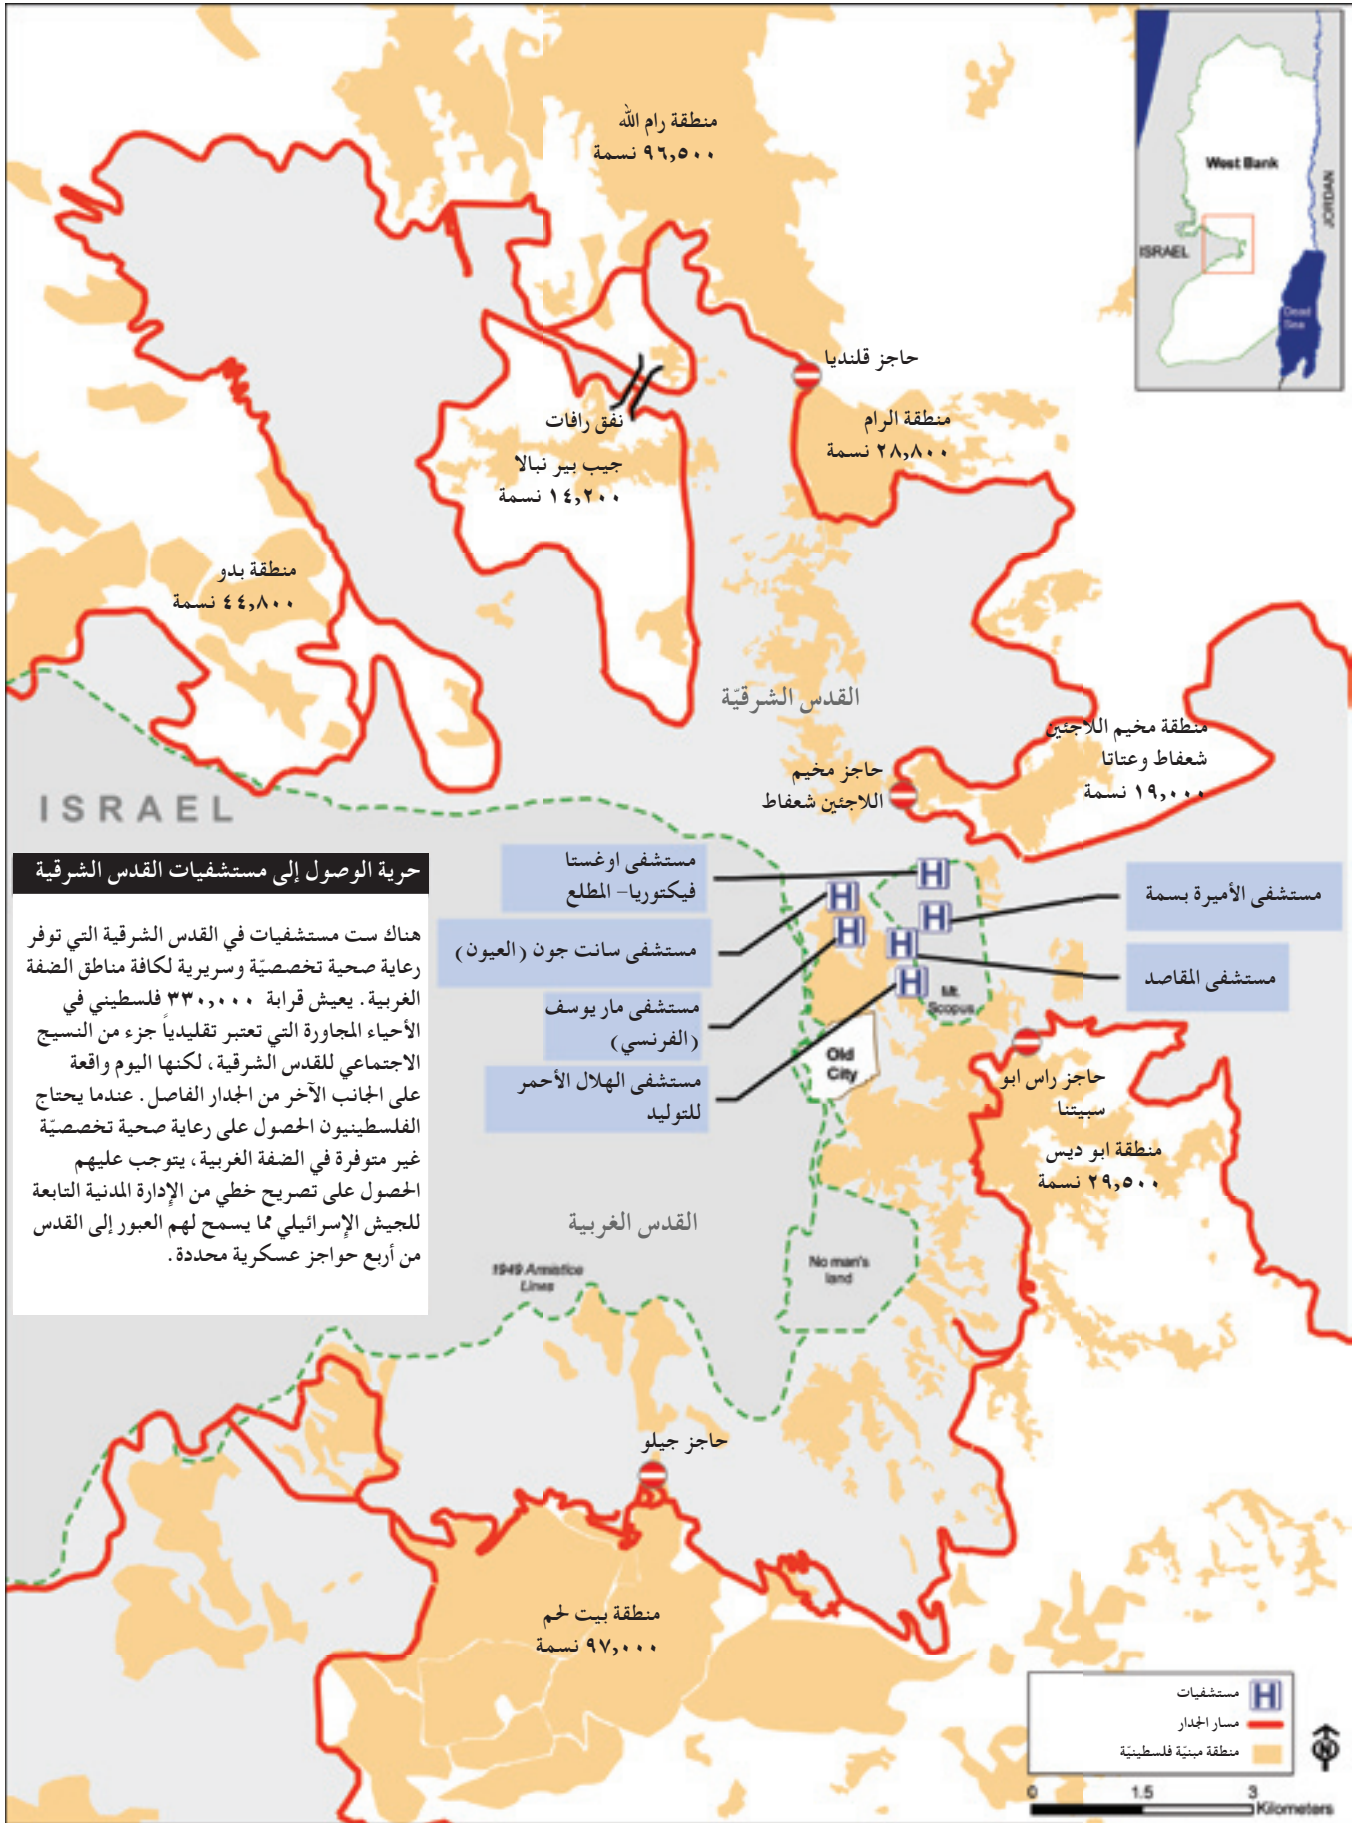 منطقة رام الله
٩٦,٥٠٠ نسمة
West Bank
JORDAN
ISRAEL
Dead
Sea
حاجز قلنديا
منطقة الرام
٢٨,٨٠٠ نسمة
نفق رافات
جيب بير نبالا
١٤,٢٠٠ نسمة
منطقة بدو
٤٤,٨٠٠ نسمة
القدس الشرقيّة
منطقة مخيم اللاجئين
شعفاط وعتاتا
١٩,٠٠٠ نسمة
حاجز مخيم
اللاجئين شعفاط
ISRAEL
حرية الوصول إلى مستشفيات القدس الشرقية
هناك ست مستشفيات في القدس الشرقية التي توفر
رعاية صحية تخصصيّة وسريرية لكافة مناطق الضفة
الغربية. يعيش قرابة ٣٣٠,٠٠٠ فلسطيني في
الأحياء المجاورة التي تعتبر تقليدياً جزء من النسيج
الاجتماعي للقدس الشرقية، لكنها اليوم واقعة
على الجانب الآخر من الجدار الفاصل. عندما يحتاج
الفلسطينيون الحصول على رعاية صحية تخصصيّة
غير متوفرة في الضفة الغربية، يتوجب عليهم
الحصول على تصريح خطي من الإدارة المدنية التابعة
للجيش الإسرائيلي مما يسمح لهم العبور إلى القدس
من أربع حواجز عسكرية محددة.
مستشفى اوغستا
فيكتوريا- المطلع
مستشفى سانت جون (العيون)
مستشفى مار يوسف
(الفرنسي)
مستشفى الهلال الأحمر
للتوليد
مستشفى الأميرة بسمة
مستشفى المقاصد
H
H
H
H
H
H
Mt.
Scopus
Old
City
حاجز راس ابو
سبيتنا
منطقة ابو ديس
٢٩,٥٠٠ نسمة
القدس الغربية
1949 Armistice
Lines
No man's
land
حاجز جيلو
منطقة بيت لحم
٩٧,٠٠٠ نسمة
H مستشفيات
مسار الجدار
منطقة مبنيّة فلسطينيّة
N
0 1.5 3
Kilometers